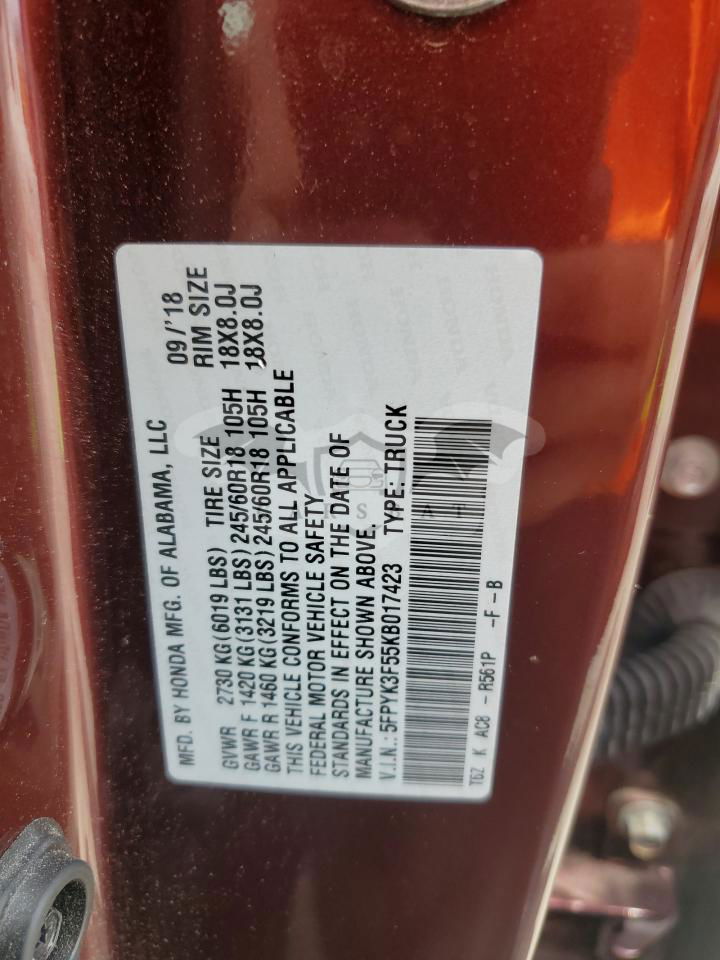 MFD. BY HONDA MFG. OF ALABAMA, LLC 09/'18
GVWR 2730 KG (6019 LBS) TIRE SIZE RIM SIZE
GAWR F 1420 KG (3131 LBS) 245/60R18 105H 18X8.0J
GAWR R 1460 KG (3219 LBS) 245/60R18 105H 18X8.0J
THIS VEHICLE CONFORMS TO ALL APPLICABLE
FEDERAL MOTOR VEHICLE SAFETY
STANDARDS IN EFFECT ON THE DATE OF
MANUFACTURE SHOWN ABOVE.
V.I.N.: 5FPYK3F55KB017423 TYPE: TRUCK
T6Z K AC8 - R561P -F - B